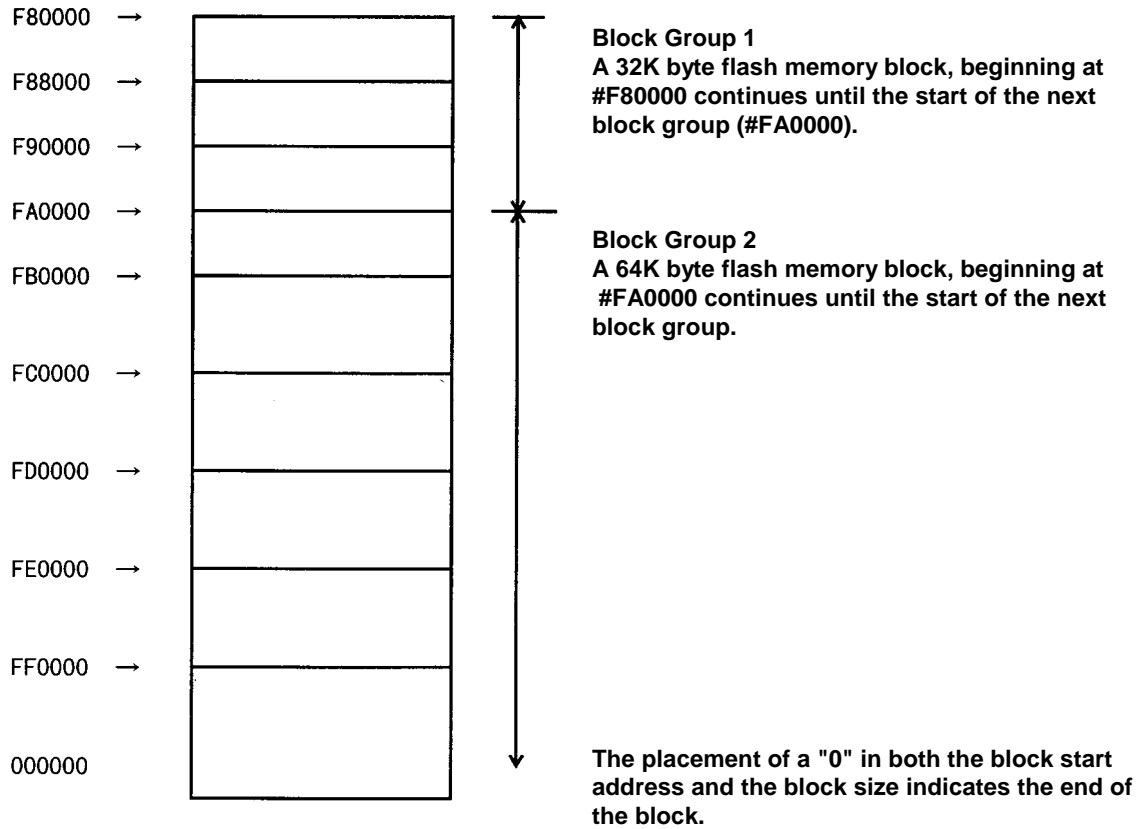 F80000 →
F88000 →
F90000 →
FA0000 →
FB0000 →
FC0000 →
FD0000 →
FE0000 →
FF0000 →
000000
Block Group 1
A 32K byte flash memory block, beginning at
#F80000 continues until the start of the next
block group (#FA0000).
Block Group 2
A 64K byte flash memory block, beginning at
#FA0000 continues until the start of the next
block group.
The placement of a "0" in both the block start
address and the block size indicates the end of
the block.